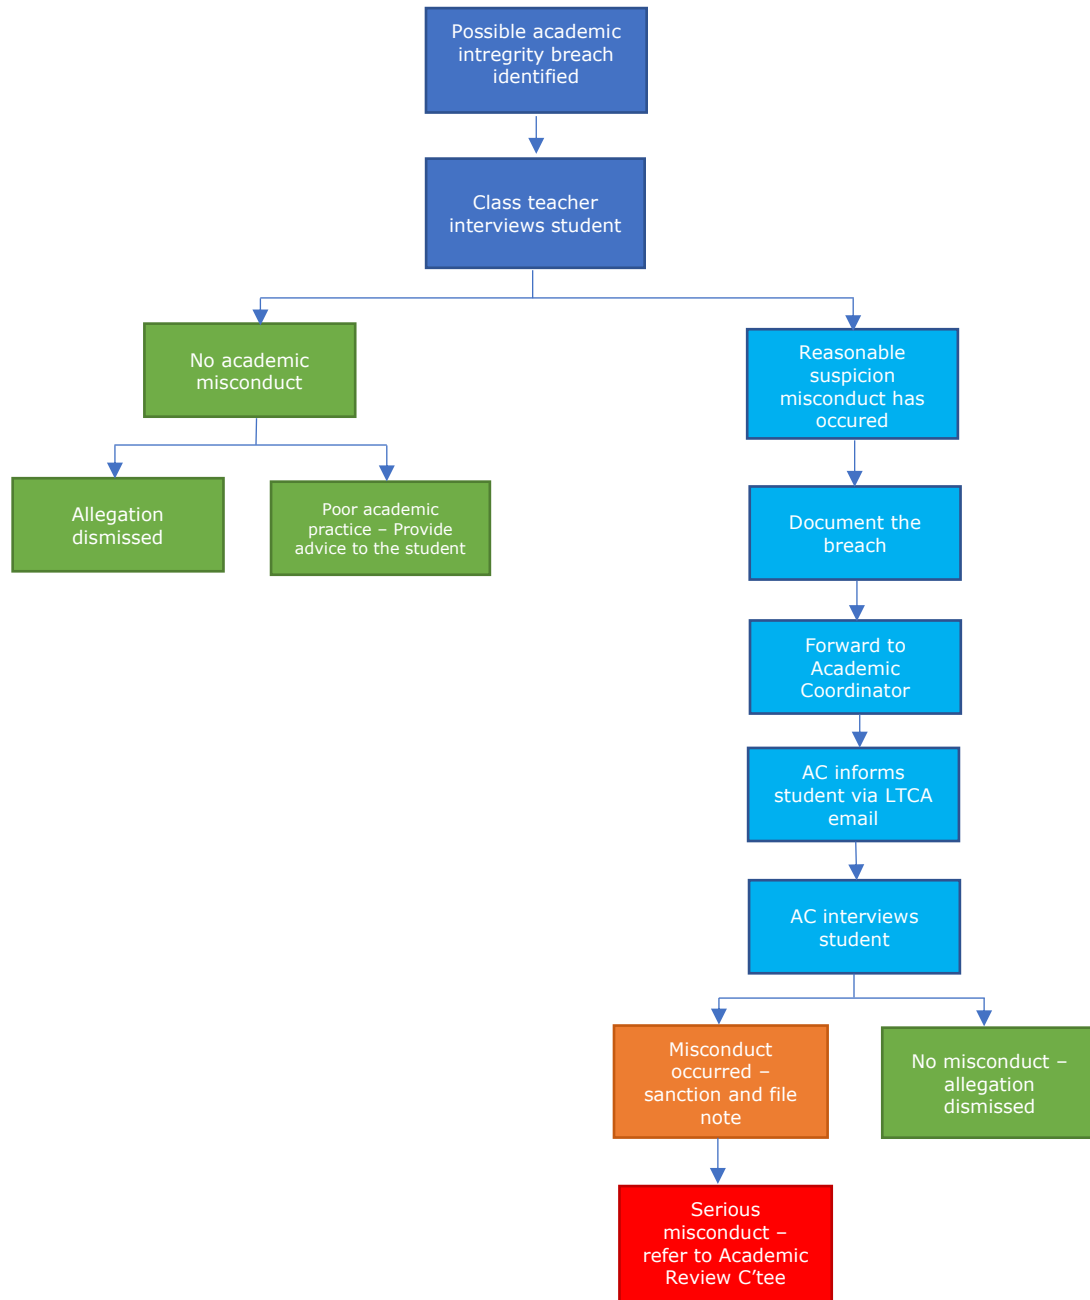 Possible academic
intregrity breach
identified
Class teacher
interviews student
No academic
misconduct
Reasonable
suspicion
misconduct has
occured
Allegation
dismissed
Poor academic
practice – Provide
advice to the student
Document the
breach
Forward to
Academic
Coordinator
AC informs
student via LTCA
email
AC interviews
student
Misconduct
occurred –
sanction and file
note
No misconduct –
allegation
dismissed
Serious
misconduct –
refer to Academic
Review C’tee